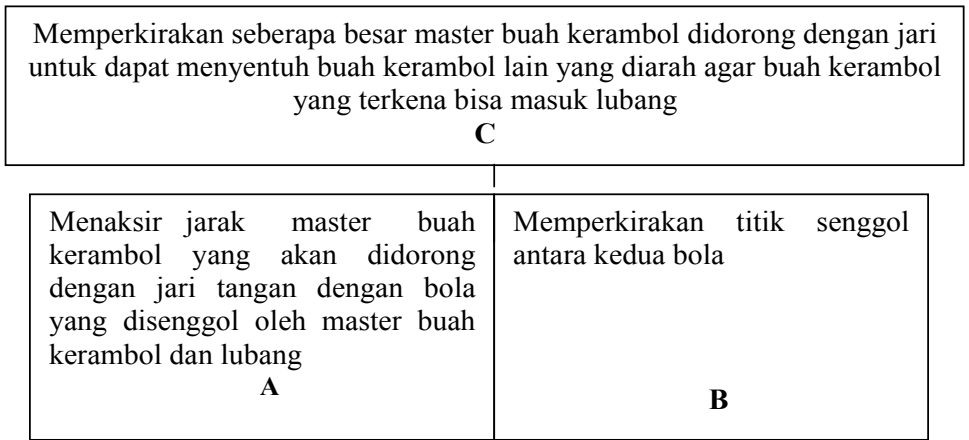 Memperkirakan seberapa besar master buah kerambol didorong dengan jari
untuk dapat menyentuh buah kerambol lain yang diarah agar buah kerambol
yang terkena bisa masuk lubang
C
Menaksir jarak master buah
kerambol yang akan didorong
dengan jari tangan dengan bola
yang disenggol oleh master buah
kerambol dan lubang
A
Memperkirakan titik senggol
antara kedua bola
B